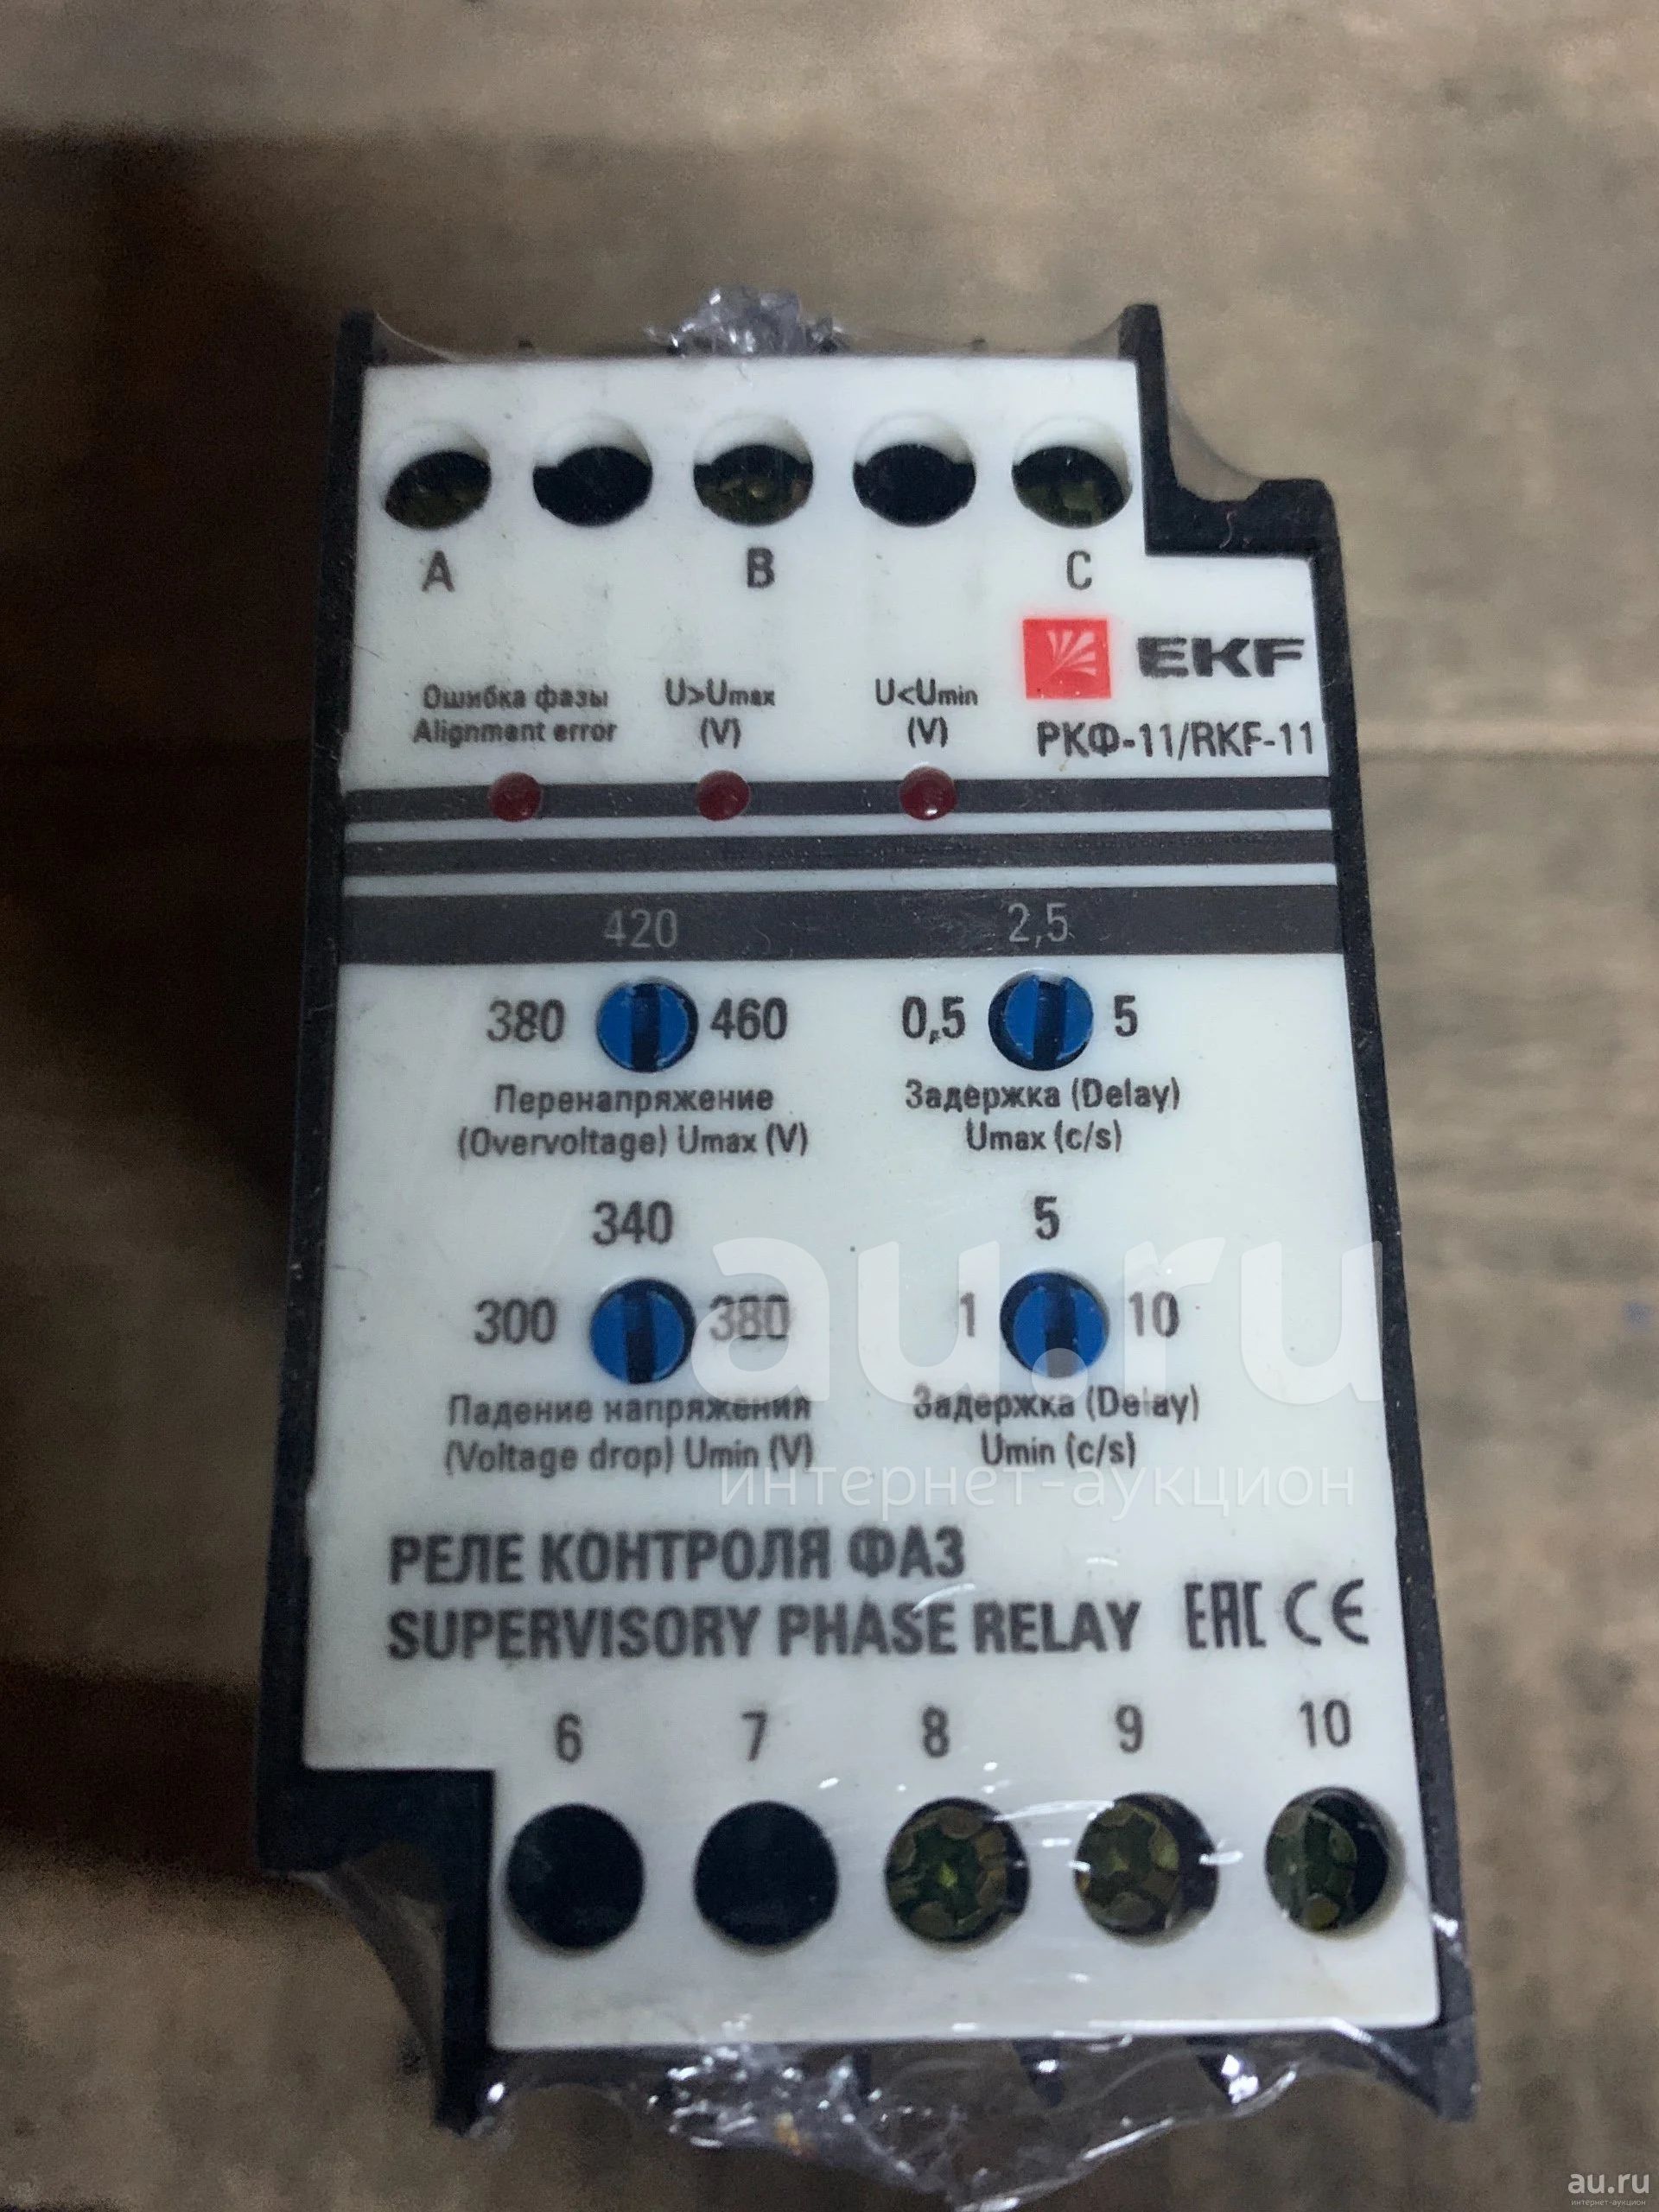 A B C
EKF
Ошибка фазы U>Umax U<Umin
Alignment error (V) (V)
РКФ-11/RKF-11
420 2,5
380 460 0,5 5
Перенапряжение Задержка (Delay)
(Overvoltage) Umax (V) Umax (c/s)
340 5
300 380 1 10
Падение напряжения Задержка (Delay)
(Voltage drop) Umin (V) Umin (c/s)
au.ru
интернет-аукцион
РЕЛЕ КОНТРОЛЯ ФАЗ
SUPERVISORY PHASE RELAY EAC CE
6 7 8 9 10
au.ru
интернет-аукцион